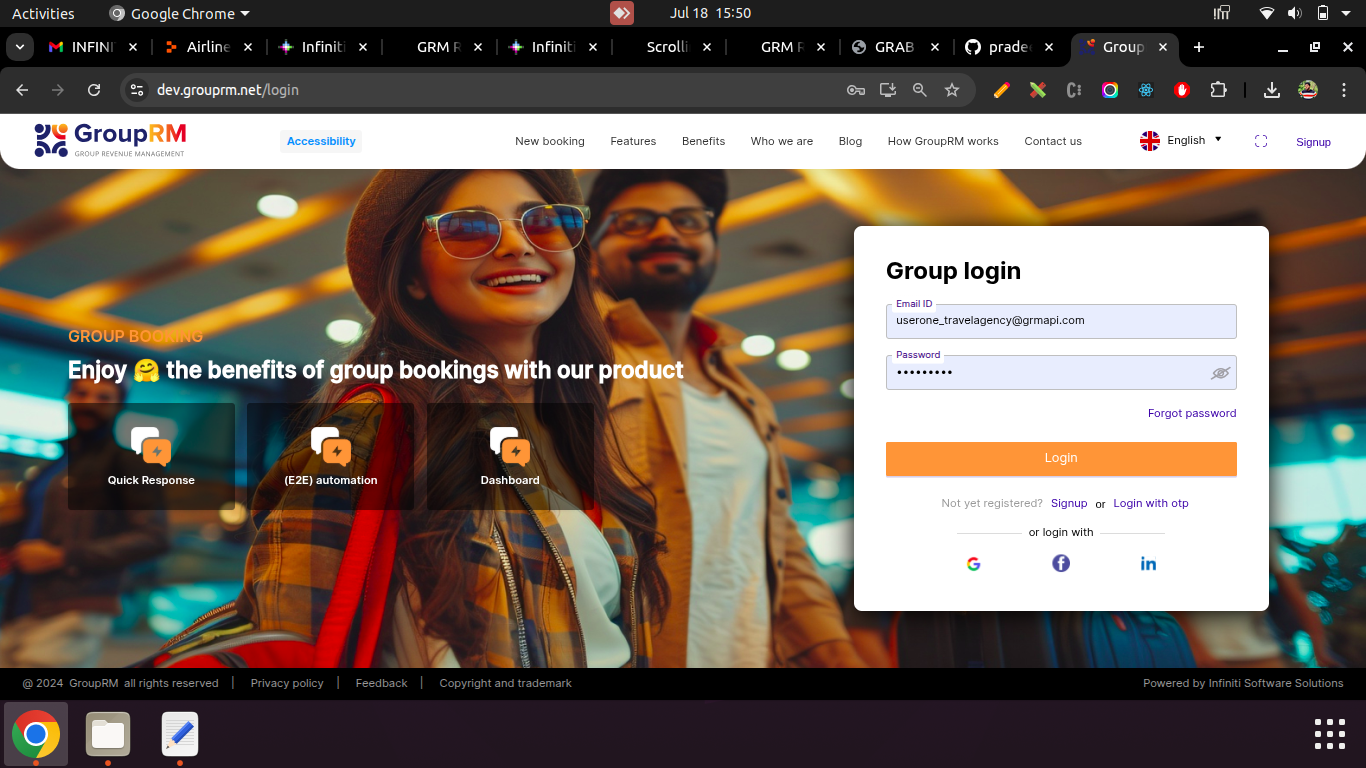 Activities Google Chrome Jul 18 15:50
INFINI Airline Infiniti GRM R Infiniti Scrolli GRM R GRAB prade Group
dev.grouprm.net/login
GroupRM
GROUP REVENUE MANAGEMENT
Accessibility New booking Features Benefits Who we are Blog How GroupRM works Contact us English Signup
GROUP BOOKING
Enjoy 🤗 the benefits of group bookings with our product
Quick Response (E2E) automation Dashboard
Group login
Email ID
userone_travelagency@grmapi.com
Password
•••••••••
Forgot password
Login
Not yet registered? Signup or Login with otp
or login with
@ 2024 GroupRM all rights reserved | Privacy policy | Feedback | Copyright and trademark Powered by Infiniti Software Solutions